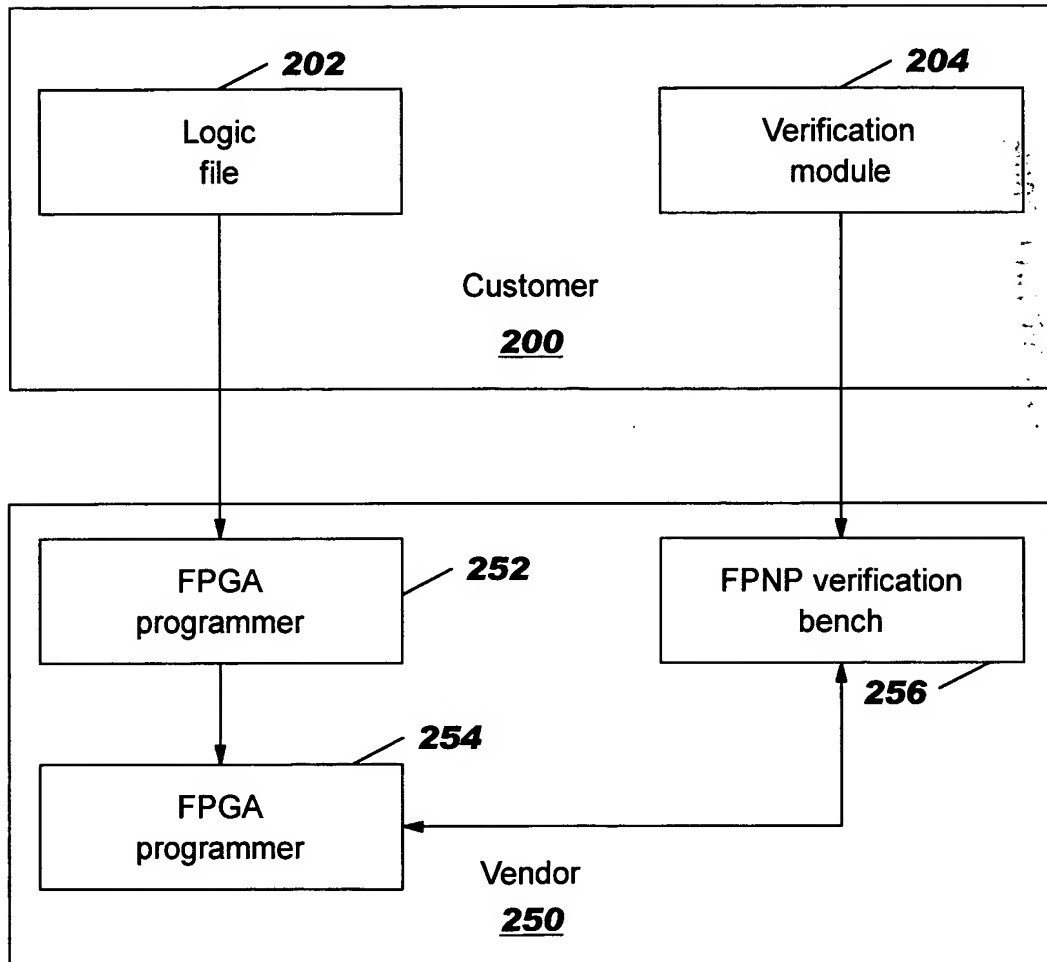 202
204
Logic
file
Verification
module
Customer
200
FPGA
programmer
252
FPNP verification
bench
256
254
FPGA
programmer
Vendor
250